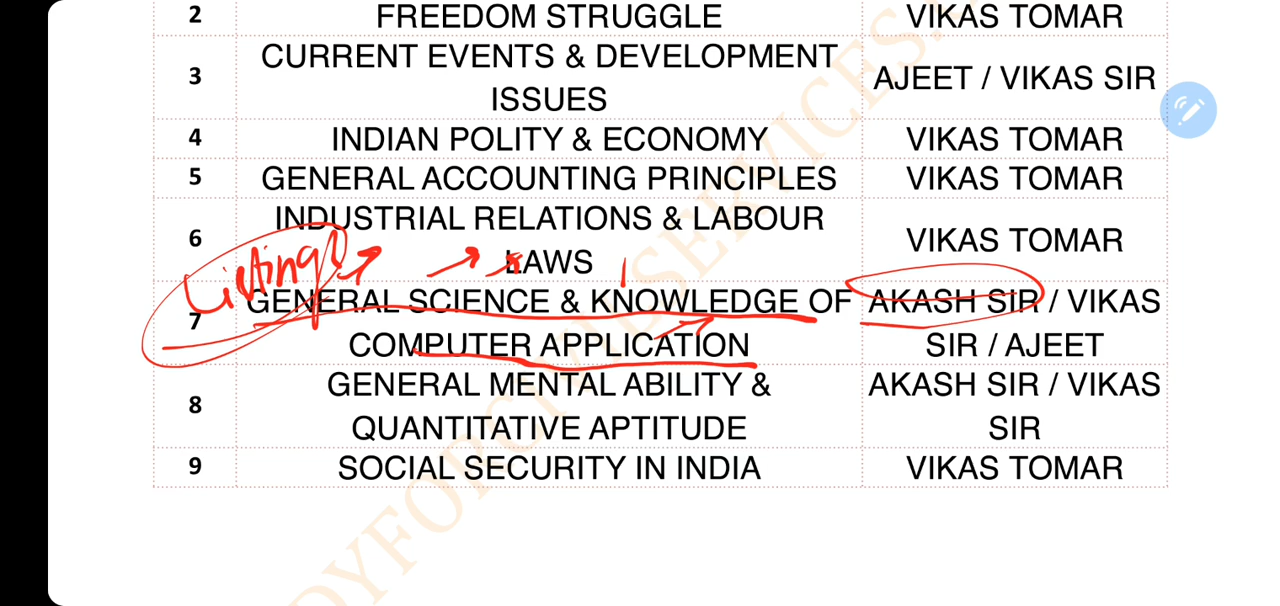 2 FREEDOM STRUGGLE VIKAS TOMAR
3 CURRENT EVENTS & DEVELOPMENT ISSUES AJEET / VIKAS SIR
4 INDIAN POLITY & ECONOMY VIKAS TOMAR
5 GENERAL ACCOUNTING PRINCIPLES VIKAS TOMAR
6 INDUSTRIAL RELATIONS & LABOUR LAWS VIKAS TOMAR
7 GENERAL SCIENCE & KNOWLEDGE OF COMPUTER APPLICATION AKASH SIR / VIKAS SIR / AJEET
8 GENERAL MENTAL ABILITY & QUANTITATIVE APTITUDE AKASH SIR / VIKAS SIR
9 SOCIAL SECURITY IN INDIA VIKAS TOMAR